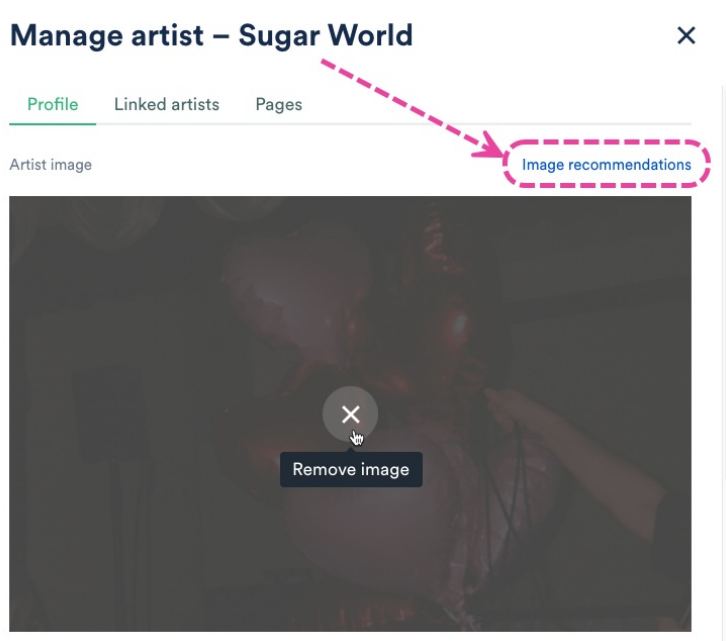 Manage artist – Sugar World
Profile Linked artists Pages
Artist image Image recommendations
Remove image